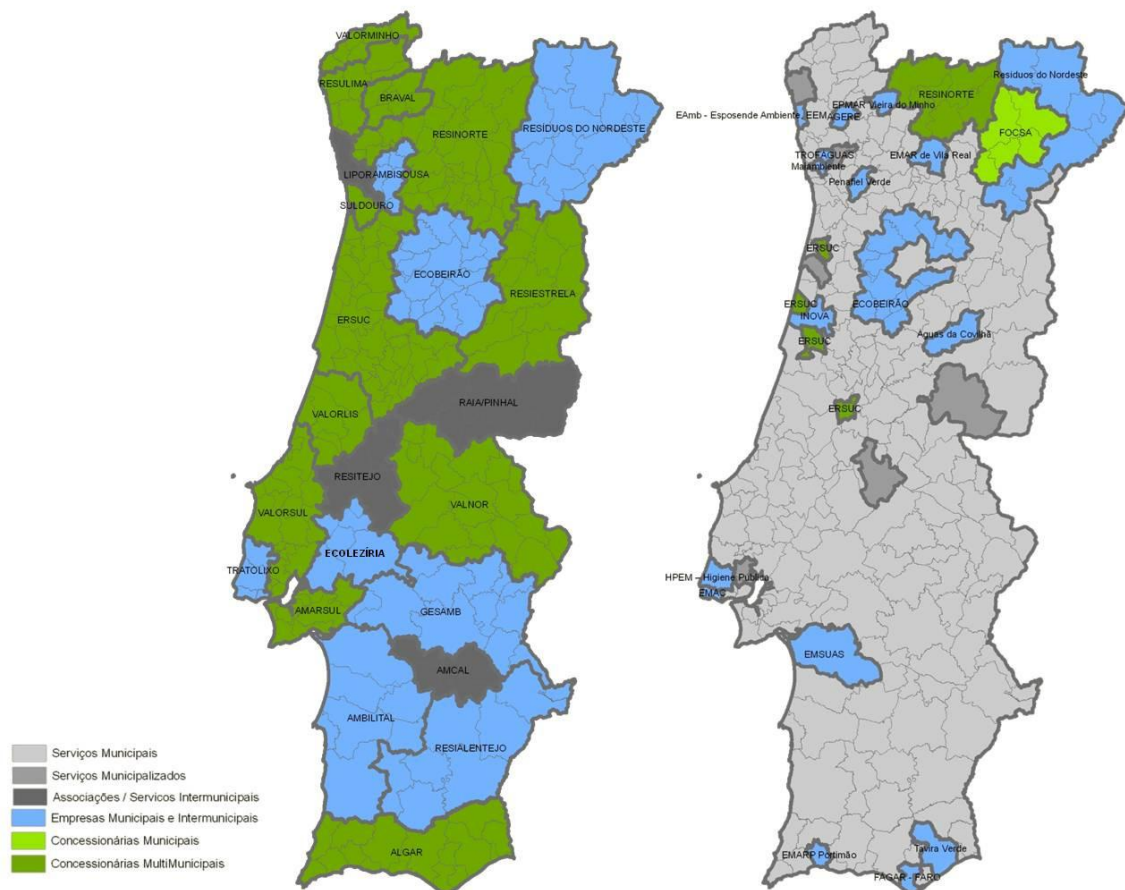 VALORMINHO
RESULIMA
BRAVAL
RESINORTE
RESÍDUOS DO NORDESTE
LIPORAMBISOUSA
SULDOURO
ECOBEIRÃO
RESIESTRELA
ERSUC
RAIA/PINHAL
VALORLIS
RESITEJO
VALNOR
VALORSUL
ECOLEZÍRIA
TRATOLIXO
AMARSUL
GESAMB
AMCAL
AMBILITAL
RESIALENTEJO
ALGAR
Serviços Municipais
Serviços Municipalizados
Associações / Servicos Intermunicipais
Empresas Municipais e Intermunicipais
Concessionárias Municipais
Concessionárias MultiMunicipais
Resíduos do Nordeste
RESINORTE
EPMAR Vieira do Minho
EAmb - Esposende Ambiente, EEMAGERE
FOCSA
TROFÁGUAS
Maiambiente
EMAR de Vila Real
Penafiel Verde
ERSUC
ERSUC
ECOBEIRÃO
INOVA
ERSUC
Águas da Covilhã
ERSUC
HPEM – Higiene Pública
EMAC
EMSUAS
EMARP Portimão
Tavira Verde
FAGAR - FARO